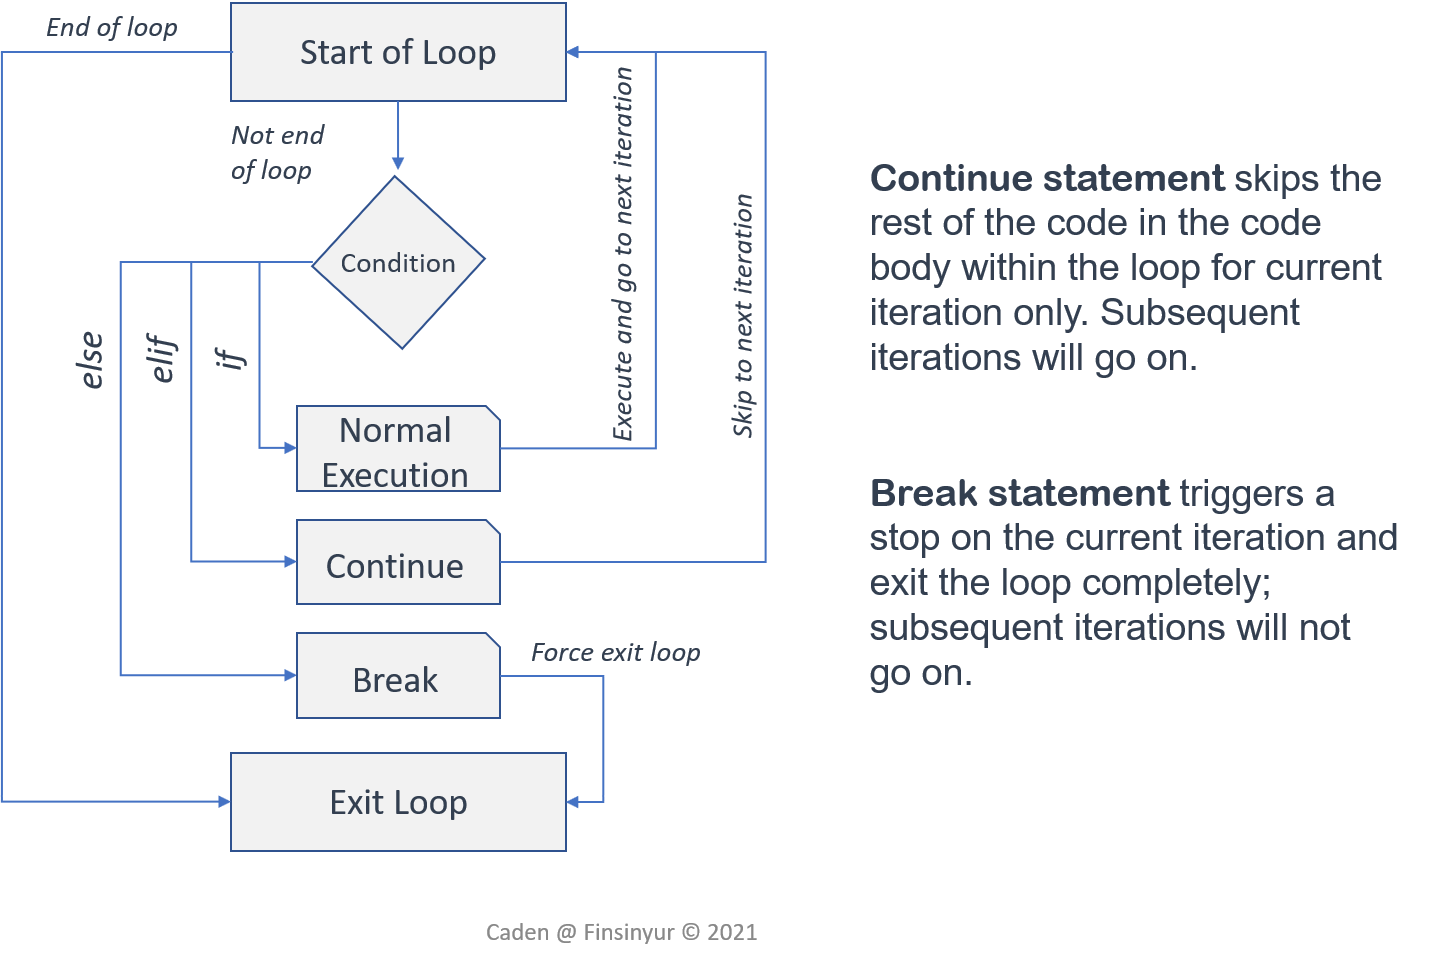 End of loop
Start of Loop
Not end
of loop
Execute and go to next iteration
Skip to next iteration
Condition
else
elif
if
Normal
Execution
Continue
Break
Force exit loop
Exit Loop
Continue statement skips the
rest of the code in the code
body within the loop for current
iteration only. Subsequent
iterations will go on.
Break statement triggers a
stop on the current iteration and
exit the loop completely;
subsequent iterations will not
go on.
Caden @ Finsinyur © 2021